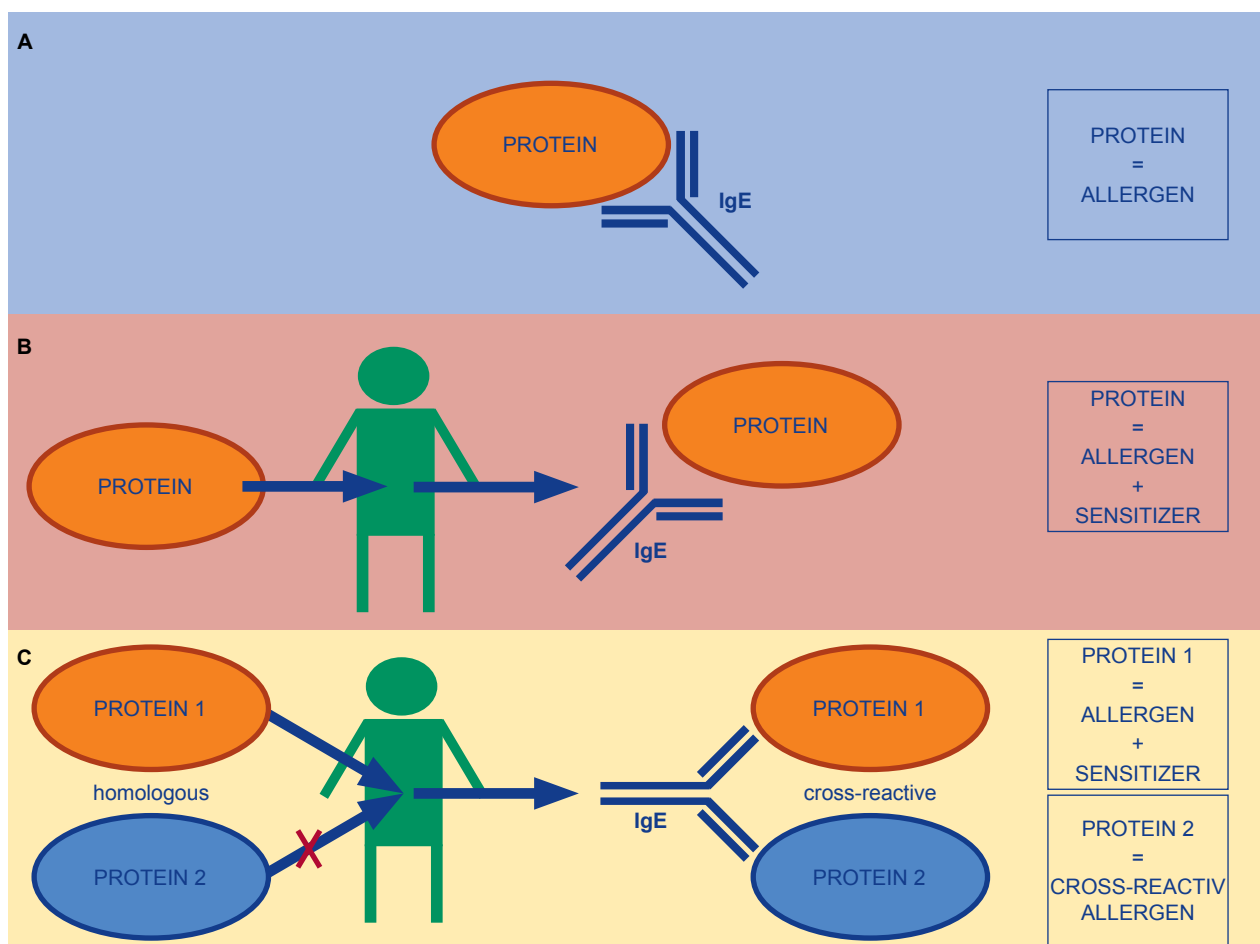 A
PROTEIN
IgE
PROTEIN
=
ALLERGEN
B
PROTEIN
PROTEIN
IgE
PROTEIN
=
ALLERGEN
+
SENSITIZER
C
PROTEIN 1
homologous
PROTEIN 2
PROTEIN 1
cross-reactive
IgE
PROTEIN 2
PROTEIN 1
=
ALLERGEN
+
SENSITIZER
PROTEIN 2
=
CROSS-REACTIV
ALLERGEN